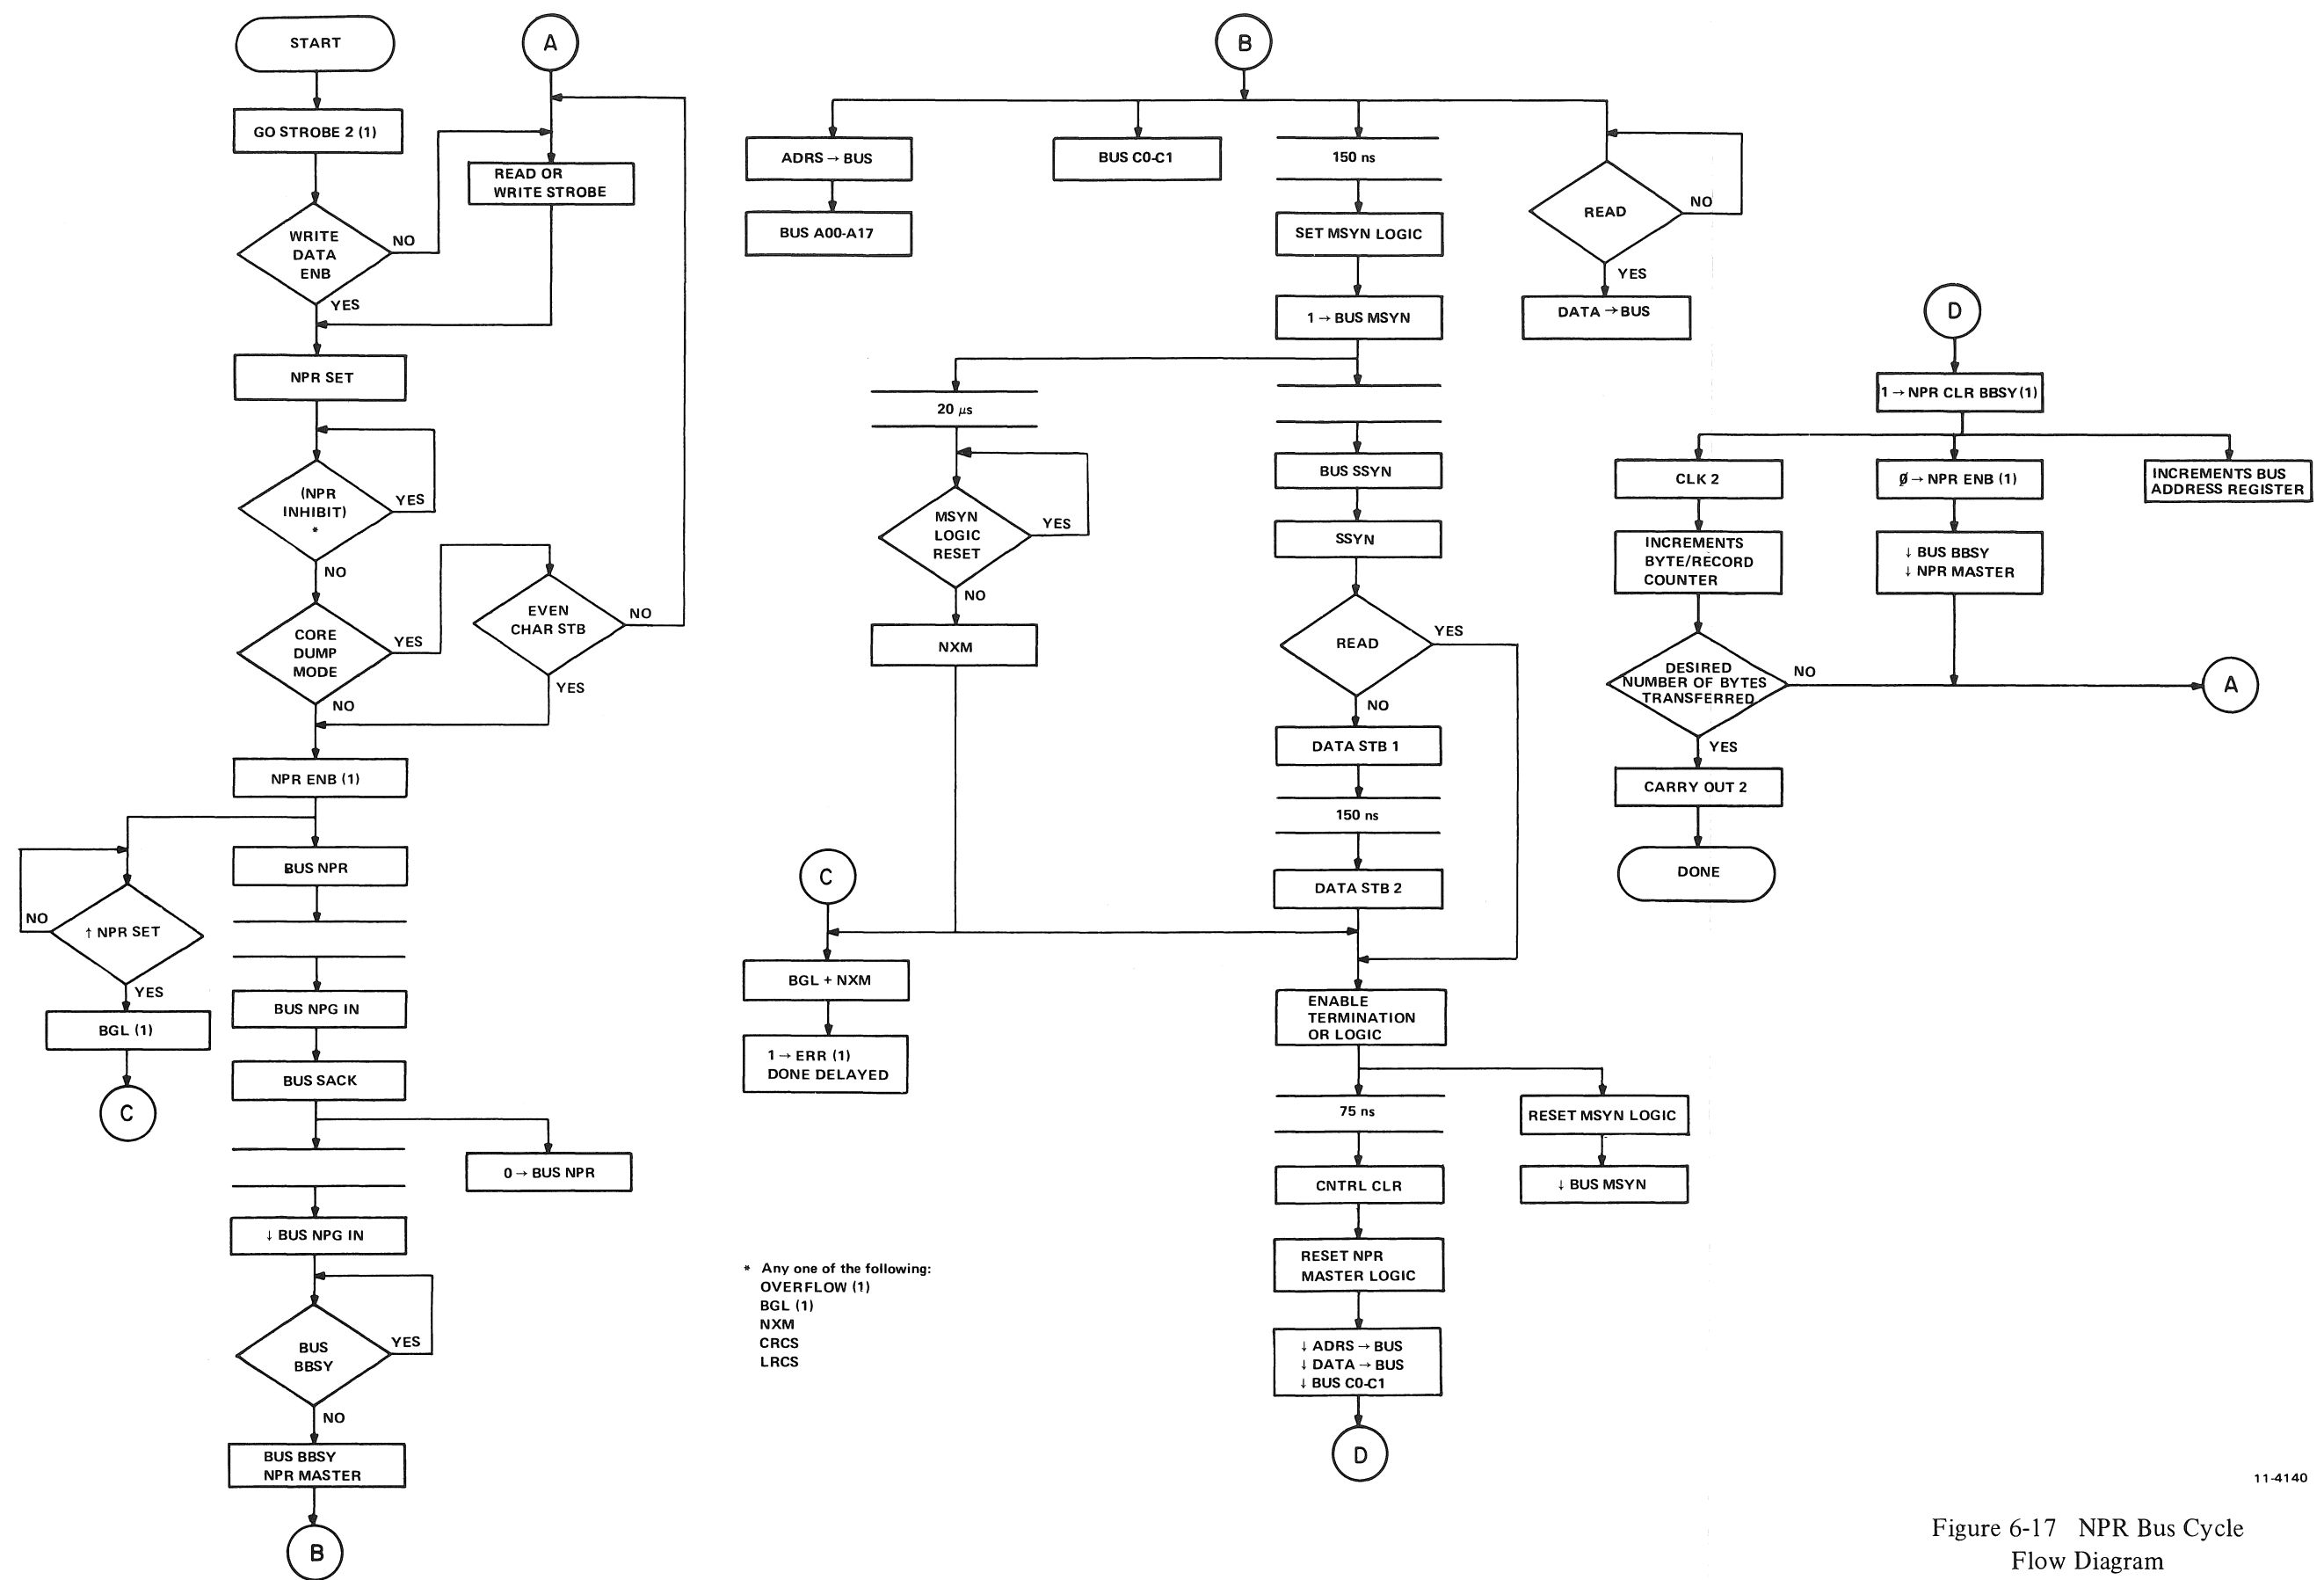 START
GO STROBE 2 (1)
WRITE
DATA
ENB
NO
YES
A
READ OR
WRITE STROBE
NPR SET
(NPR
INHIBIT)
*
YES
NO
CORE
DUMP
MODE
YES
NO
EVEN
CHAR STB
NO
YES
NPR ENB (1)
↑ NPR SET
NO
YES
BGL (1)
C
BUS NPR
BUS NPG IN
BUS SACK
0 → BUS NPR
↓ BUS NPG IN
BUS
BBSY
YES
NO
BUS BBSY
NPR MASTER
B
B
ADRS → BUS
BUS A00-A17
BUS C0-C1
150 ns
SET MSYN LOGIC
1 → BUS MSYN
READ
NO
YES
DATA → BUS
20 μs
MSYN
LOGIC
RESET
YES
NO
NXM
BUS SSYN
SSYN
READ
YES
NO
DATA STB 1
150 ns
DATA STB 2
C
BGL + NXM
1 → ERR (1)
DONE DELAYED
ENABLE
TERMINATION
OR LOGIC
75 ns
RESET MSYN LOGIC
↓ BUS MSYN
CNTRL CLR
RESET NPR
MASTER LOGIC
↓ ADRS → BUS
↓ DATA → BUS
↓ BUS C0-C1
D
* Any one of the following:
OVERFLOW (1)
BGL (1)
NXM
CRCS
LRCS
D
1 → NPR CLR BBSY (1)
CLK 2
INCREMENTS
BYTE/RECORD
COUNTER
DESIRED
NUMBER OF BYTES
TRANSFERRED
NO
YES
CARRY OUT 2
DONE
Ø → NPR ENB (1)
↓ BUS BBSY
↓ NPR MASTER
INCREMENTS BUS
ADDRESS REGISTER
A
11-4140
Figure 6-17 NPR Bus Cycle
Flow Diagram